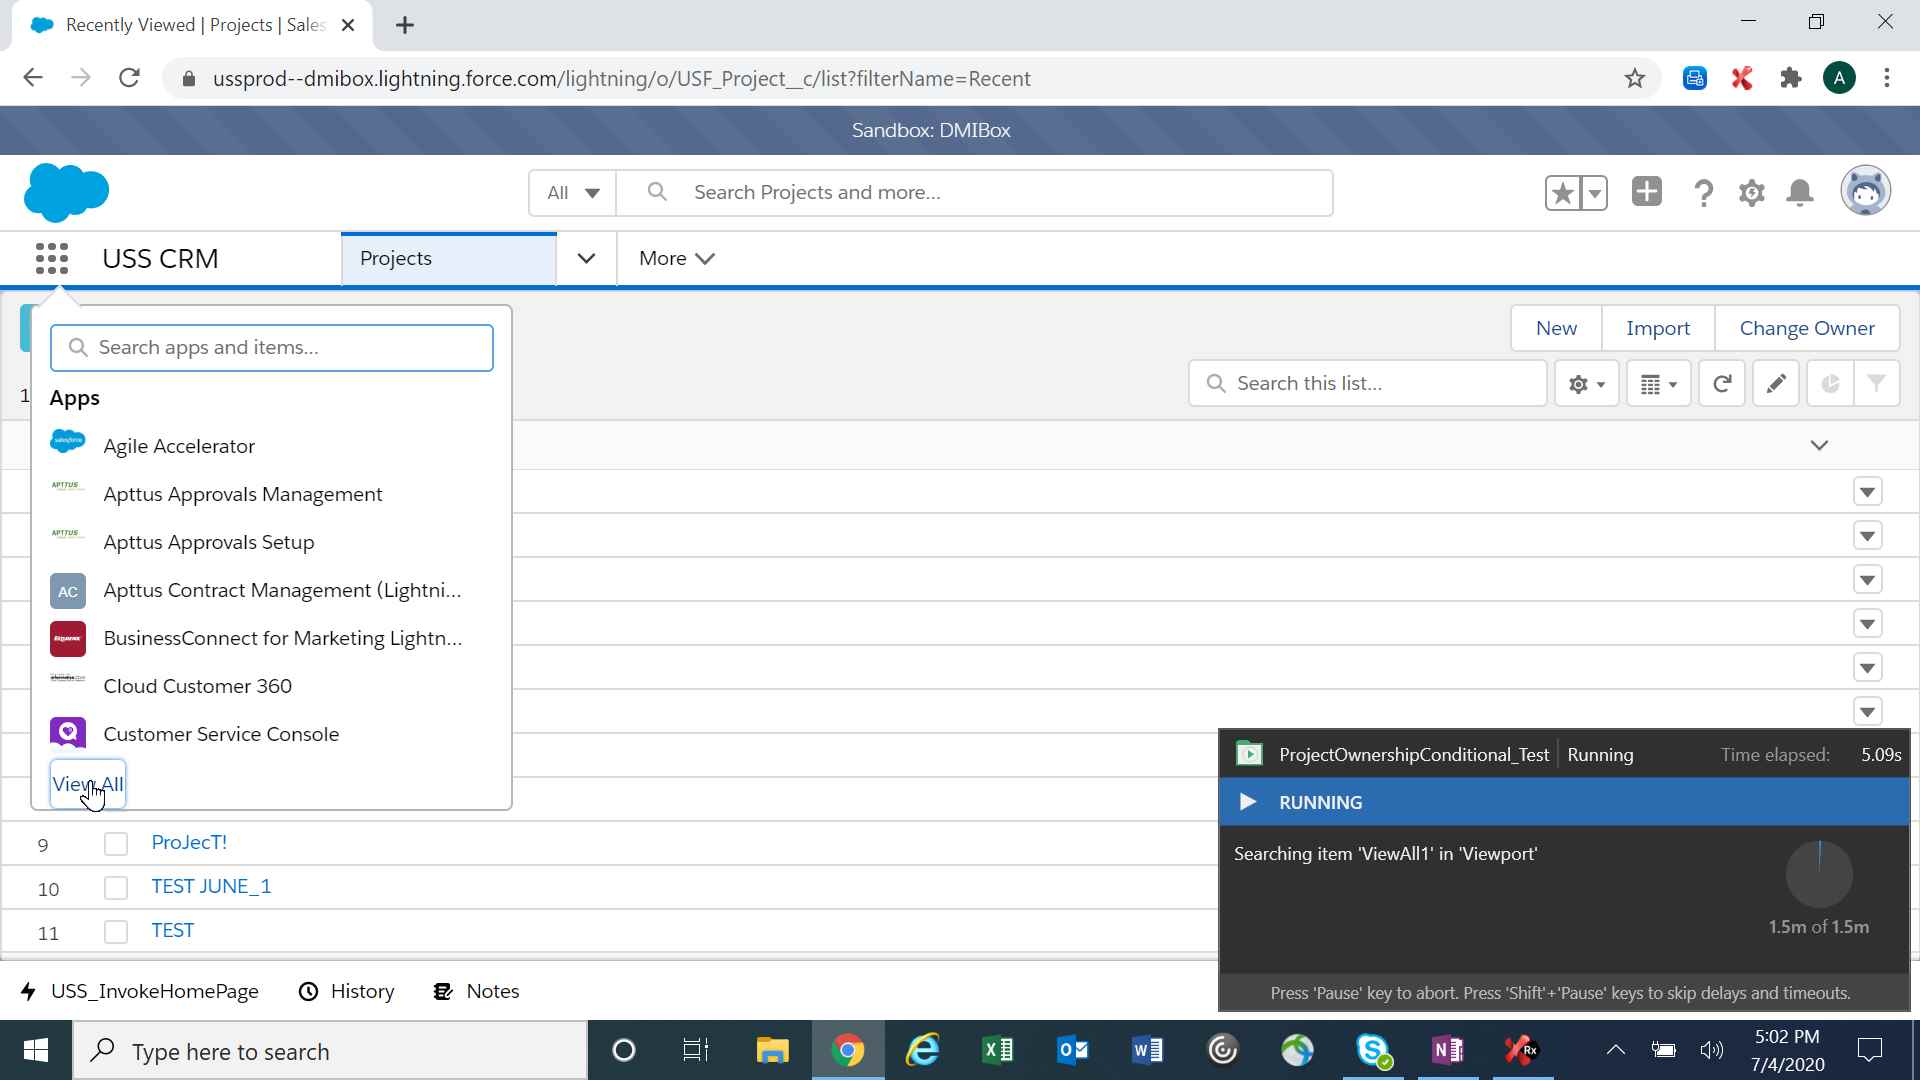 Recently Viewed | Projects | Sales
ussprod--dmibox.lightning.force.com/lightning/o/USF_Project__c/list?filterName=Recent
A
Sandbox: DMIBox
All
Search Projects and more...
USS CRM
Projects
More
Search apps and items...
New
Import
Change Owner
1
Search this list...
Apps
salesforce
Agile Accelerator
APTTUS
Apttus Approvals Management
APTTUS
Apttus Approvals Setup
AC
Apttus Contract Management (Lightni...
BusinessConnect for Marketing Lightn...
Cloud Customer 360
Customer Service Console
View All
9
ProJecT!
10
TEST JUNE_1
11
TEST
ProjectOwnershipConditional_Test
Running
Time elapsed:
5.09s
RUNNING
Searching item 'ViewAll1' in 'Viewport'
1.5m of 1.5m
Press 'Pause' key to abort. Press 'Shift'+'Pause' keys to skip delays and timeouts.
USS_InvokeHomePage
History
Notes
Type here to search
Rx
5:02 PM
7/4/2020